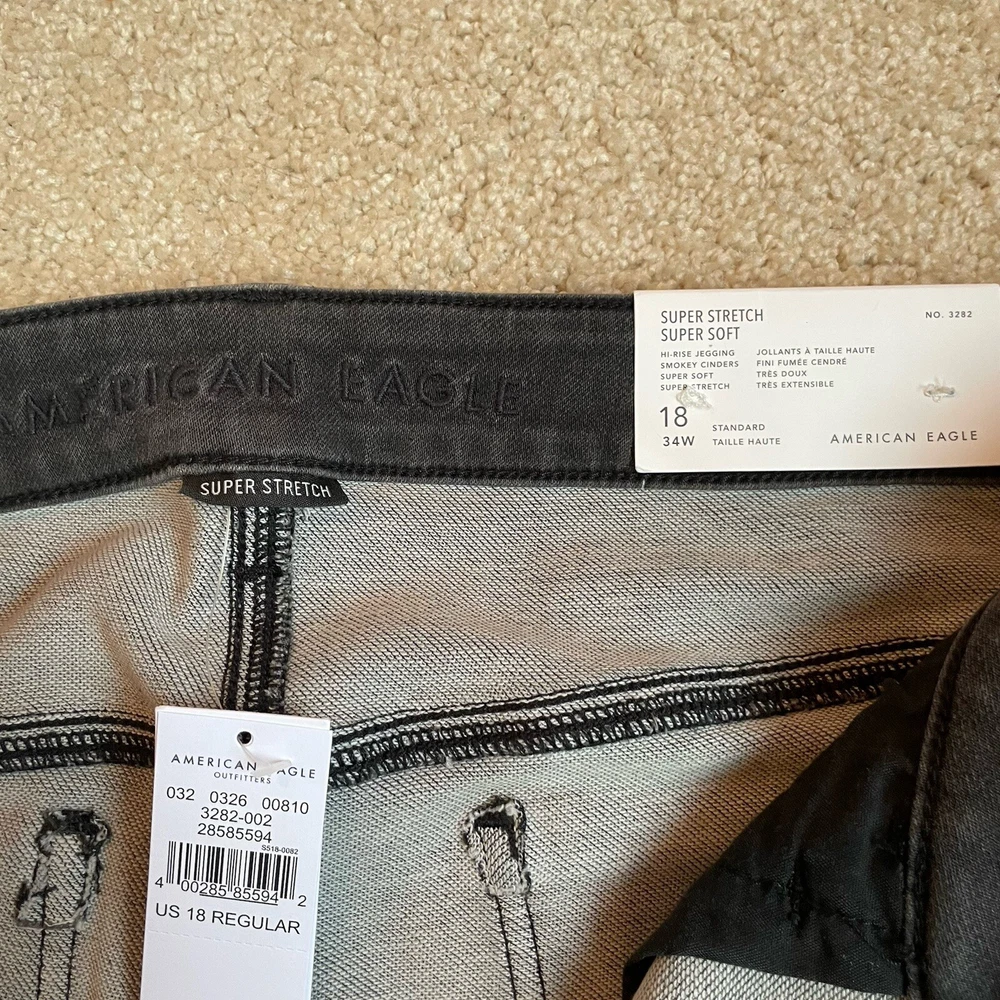 AMERICAN EAGLE
SUPER STRETCH
SUPER STRETCH
SUPER SOFT
NO. 3282
HI-RISE JEGGING
SMOKEY CINDERS
SUPER SOFT
SUPER STRETCH
JOLLANTS À TAILLE HAUTE
FINI FUMÉE CENDRÉ
TRÈS DOUX
TRÈS EXTENSIBLE
18
34W
STANDARD
TAILLE HAUTE
AMERICAN EAGLE
AMERICAN EAGLE
OUTFITTERS
032 0326 00810
3282-002
28585594
S518-0082
4 00285 85594 2
US 18 REGULAR